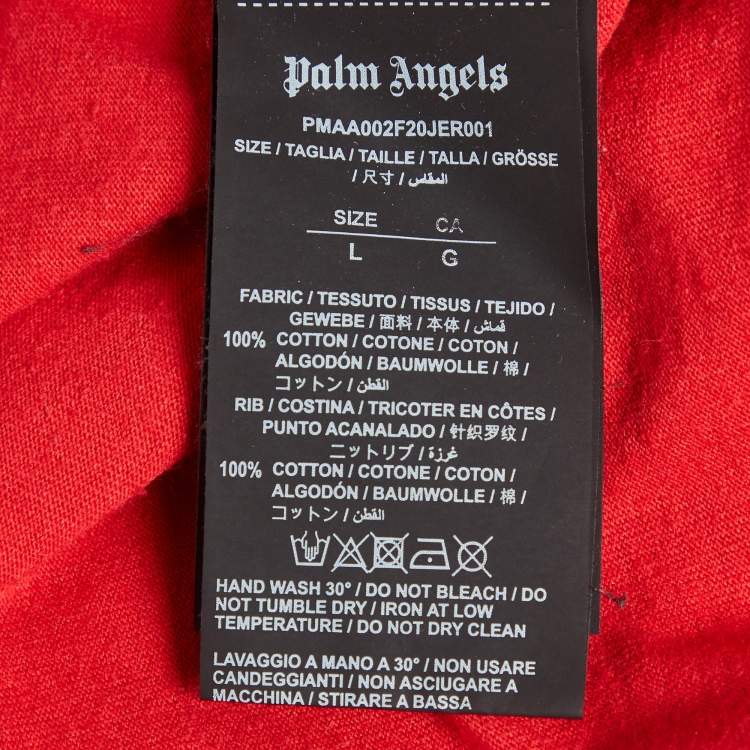 Palm Angels
PMAA002F20JER001
SIZE / TAGLIA / TAILLE / TALLA / GRÖSSE
/ 尺寸 / المقاس
SIZE CA
L G
FABRIC / TESSUTO / TISSUS / TEJIDO /
GEWEBE / 面料 / 本体 / قماش /
100% COTTON / COTONE / COTON /
ALGODÓN / BAUMWOLLE / 棉 /
コットン / القطن
RIB / COSTINA / TRICOTER EN CÔTES /
PUNTO ACANALADO / 针织罗纹 /
ニットリブ / غرزة /
100% COTTON / COTONE / COTON /
ALGODÓN / BAUMWOLLE / 棉 /
コットン / القطن
HAND WASH 30° / DO NOT BLEACH / DO
NOT TUMBLE DRY / IRON AT LOW
TEMPERATURE / DO NOT DRY CLEAN
LAVAGGIO A MANO A 30° / NON USARE
CANDEGGIANTI / NON ASCIUGARE A
MACCHINA / STIRARE A BASSA